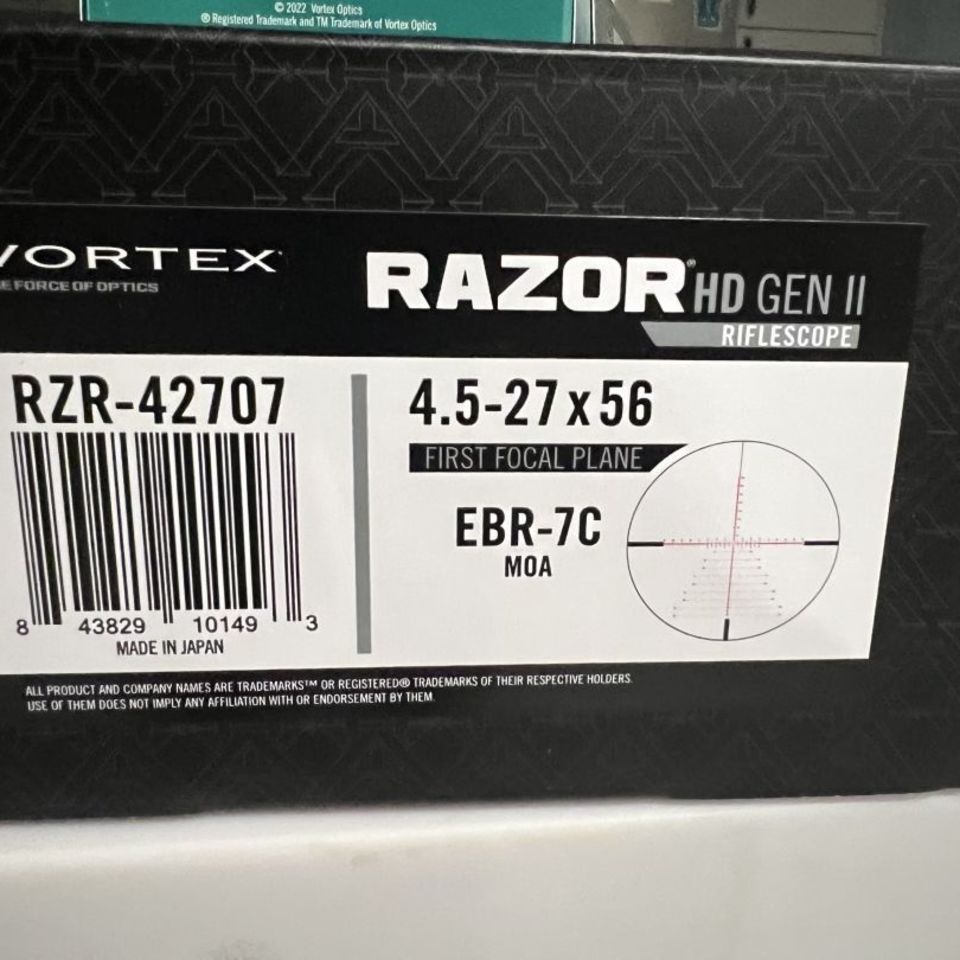 © 2022 Vortex Optics
® Registered Trademark and TM Trademark of Vortex Optics
VORTEX
E FORCE OF OPTICS
RAZOR® HD GEN II
RIFLESCOPE
RZR-42707
8 43829 10149 3
MADE IN JAPAN
4.5-27x56
FIRST FOCAL PLANE
EBR-7C
MOA
ALL PRODUCT AND COMPANY NAMES ARE TRADEMARKS™ OR REGISTERED® TRADEMARKS OF THEIR RESPECTIVE HOLDERS.
USE OF THEM DOES NOT IMPLY ANY AFFILIATION WITH OR ENDORSEMENT BY THEM.